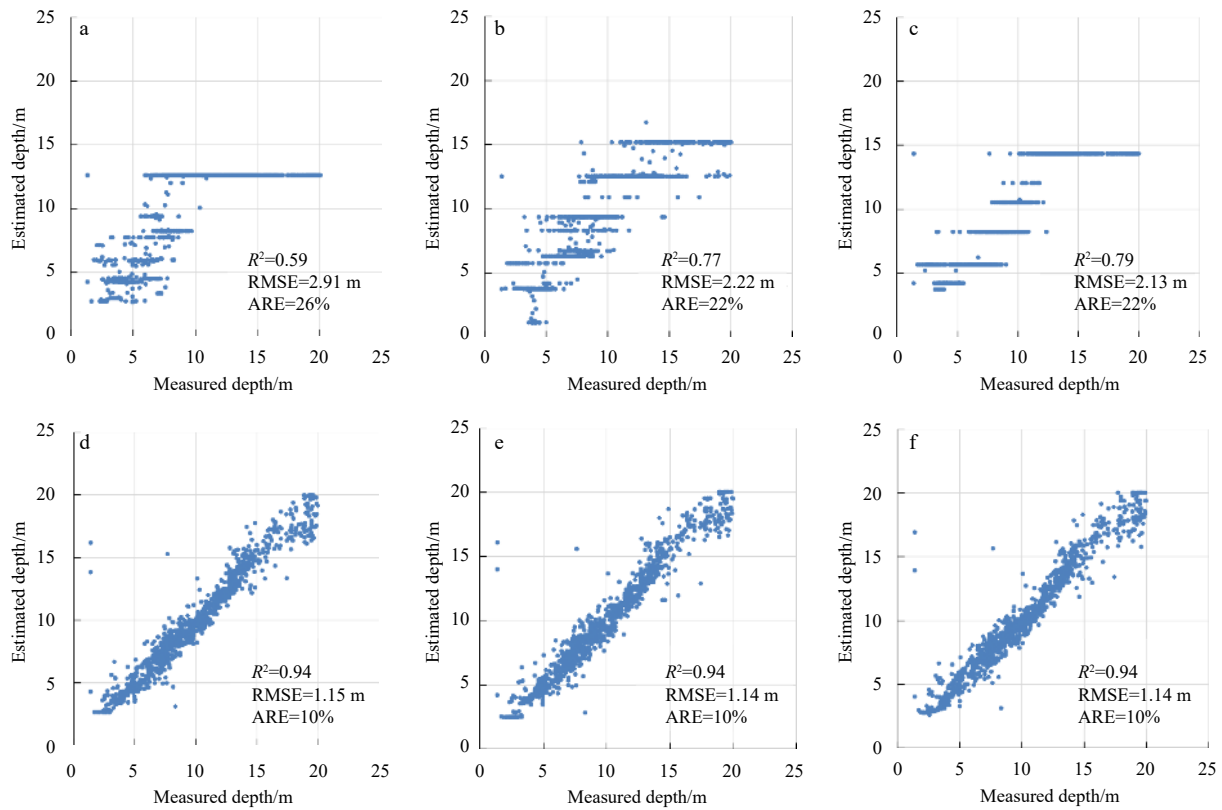 a
25
20
15
10
5
0
Estimated depth/m
R²=0.59
RMSE=2.91 m
ARE=26%
0 5 10 15 20 25
Measured depth/m
b
25
20
15
10
5
0
Estimated depth/m
R²=0.77
RMSE=2.22 m
ARE=22%
0 5 10 15 20 25
Measured depth/m
c
25
20
15
10
5
0
Estimated depth/m
R²=0.79
RMSE=2.13 m
ARE=22%
0 5 10 15 20 25
Measured depth/m
d
25
20
15
10
5
0
Estimated depth/m
R²=0.94
RMSE=1.15 m
ARE=10%
0 5 10 15 20 25
Measured depth/m
e
25
20
15
10
5
0
Estimated depth/m
R²=0.94
RMSE=1.14 m
ARE=10%
0 5 10 15 20 25
Measured depth/m
f
25
20
15
10
5
0
Estimated depth/m
R²=0.94
RMSE=1.14 m
ARE=10%
0 5 10 15 20 25
Measured depth/m